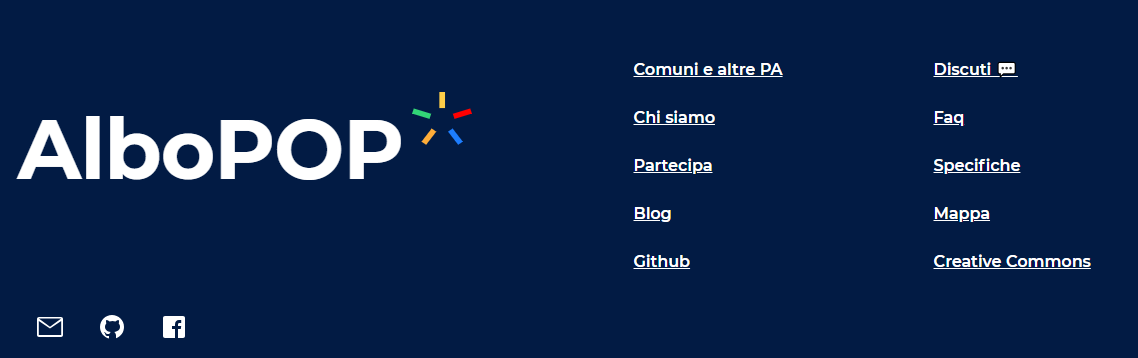 AlboPOP
Comuni e altre PA
Chi siamo
Partecipa
Blog
Github
Discuti
Faq
Specifiche
Mappa
Creative Commons